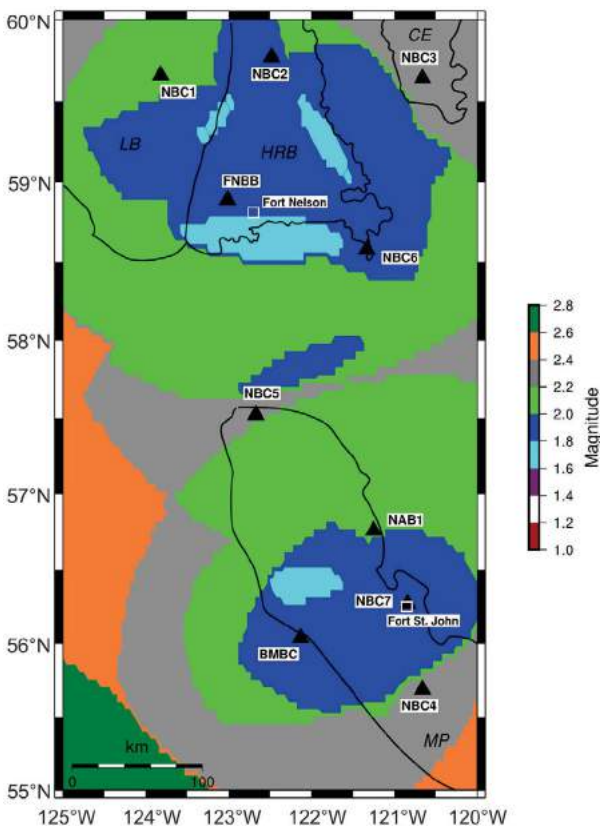 60°N
CE
NBC3
NBC2
NBC1
LB
HRB
59°N
FNBB
Fort Nelson
NBC6
58°N
2.8
2.6
2.4
2.2
2.0
1.8
1.6
1.4
1.2
1.0
Magnitude
NBC5
57°N
NAB1
NBC7
Fort St. John
56°N
BMBC
NBC4
km
MP
0
100
55°N
125°W
124°W
123°W
122°W
121°W
120°W